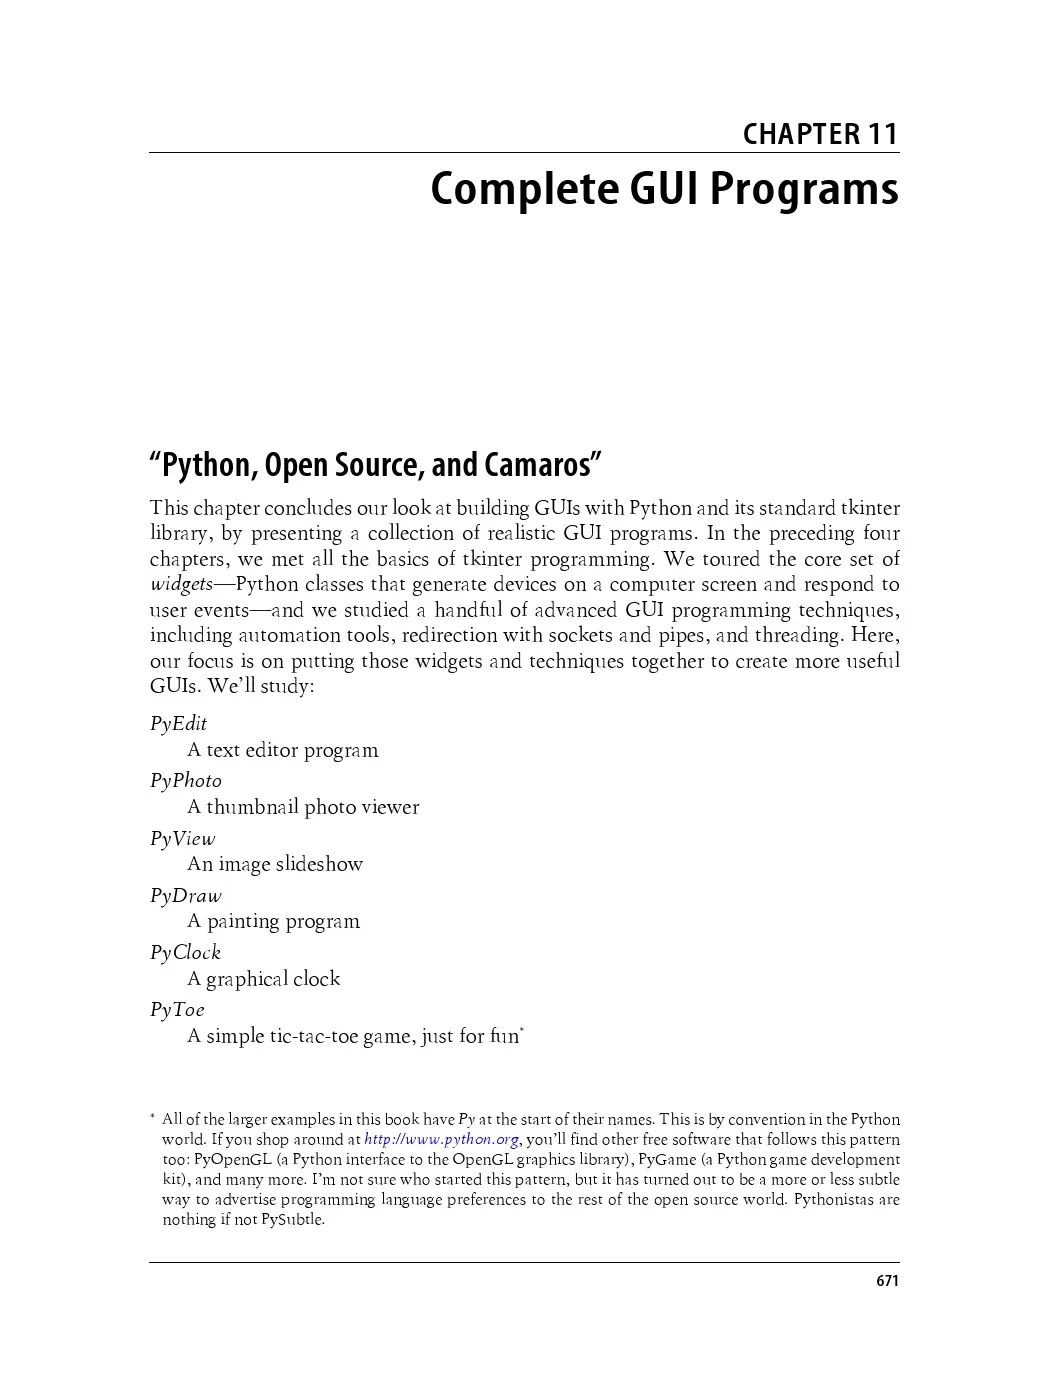 CHAPTER 11
Complete GUI Programs
“Python, Open Source, and Camaros”
This chapter concludes our look at building GUIs with Python and its standard tkinter
library, by presenting a collection of realistic GUI programs. In the preceding four
chapters, we met all the basics of tkinter programming. We toured the core set of
widgets—Python classes that generate devices on a computer screen and respond to
user events—and we studied a handful of advanced GUI programming techniques,
including automation tools, redirection with sockets and pipes, and threading. Here,
our focus is on putting those widgets and techniques together to create more useful
GUIs. We’ll study:
PyEdit
A text editor program
PyPhoto
A thumbnail photo viewer
PyView
An image slideshow
PyDraw
A painting program
PyClock
A graphical clock
PyToe
A simple tic-tac-toe game, just for fun*
* All of the larger examples in this book have Py at the start of their names. This is by convention in the Python
world. If you shop around at http://www.python.org, you’ll find other free software that follows this pattern
too: PyOpenGL (a Python interface to the OpenGL graphics library), PyGame (a Python game development
kit), and many more. I’m not sure who started this pattern, but it has turned out to be a more or less subtle
way to advertise programming language preferences to the rest of the open source world. Pythonistas are
nothing if not PySubtle.
671